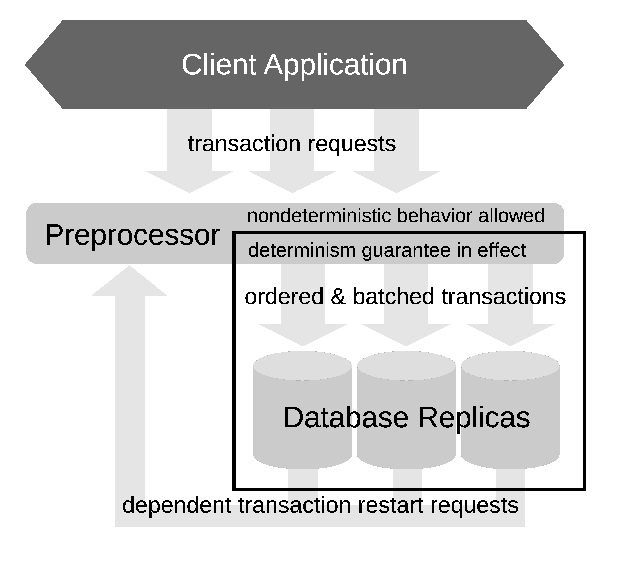 Client Application
transaction requests
Preprocessor
nondeterministic behavior allowed
determinism guarantee in effect
ordered & batched transactions
Database Replicas
dependent transaction restart requests